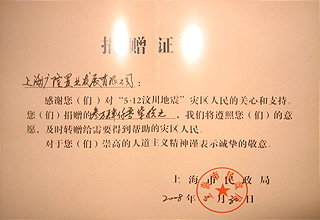 捐赠证
上海广信置业发展有限公司：
感谢您（们）对“5·12汶川地震”灾区人民的关心和支持。
您（们）捐赠的 我们将遵照您（们）的意
愿、及时转赠给需要得到帮助的灾区人民。
对于您（们）崇高的人道主义精神谨表示诚挚的敬意。
上海市民政局
2008年5月20日